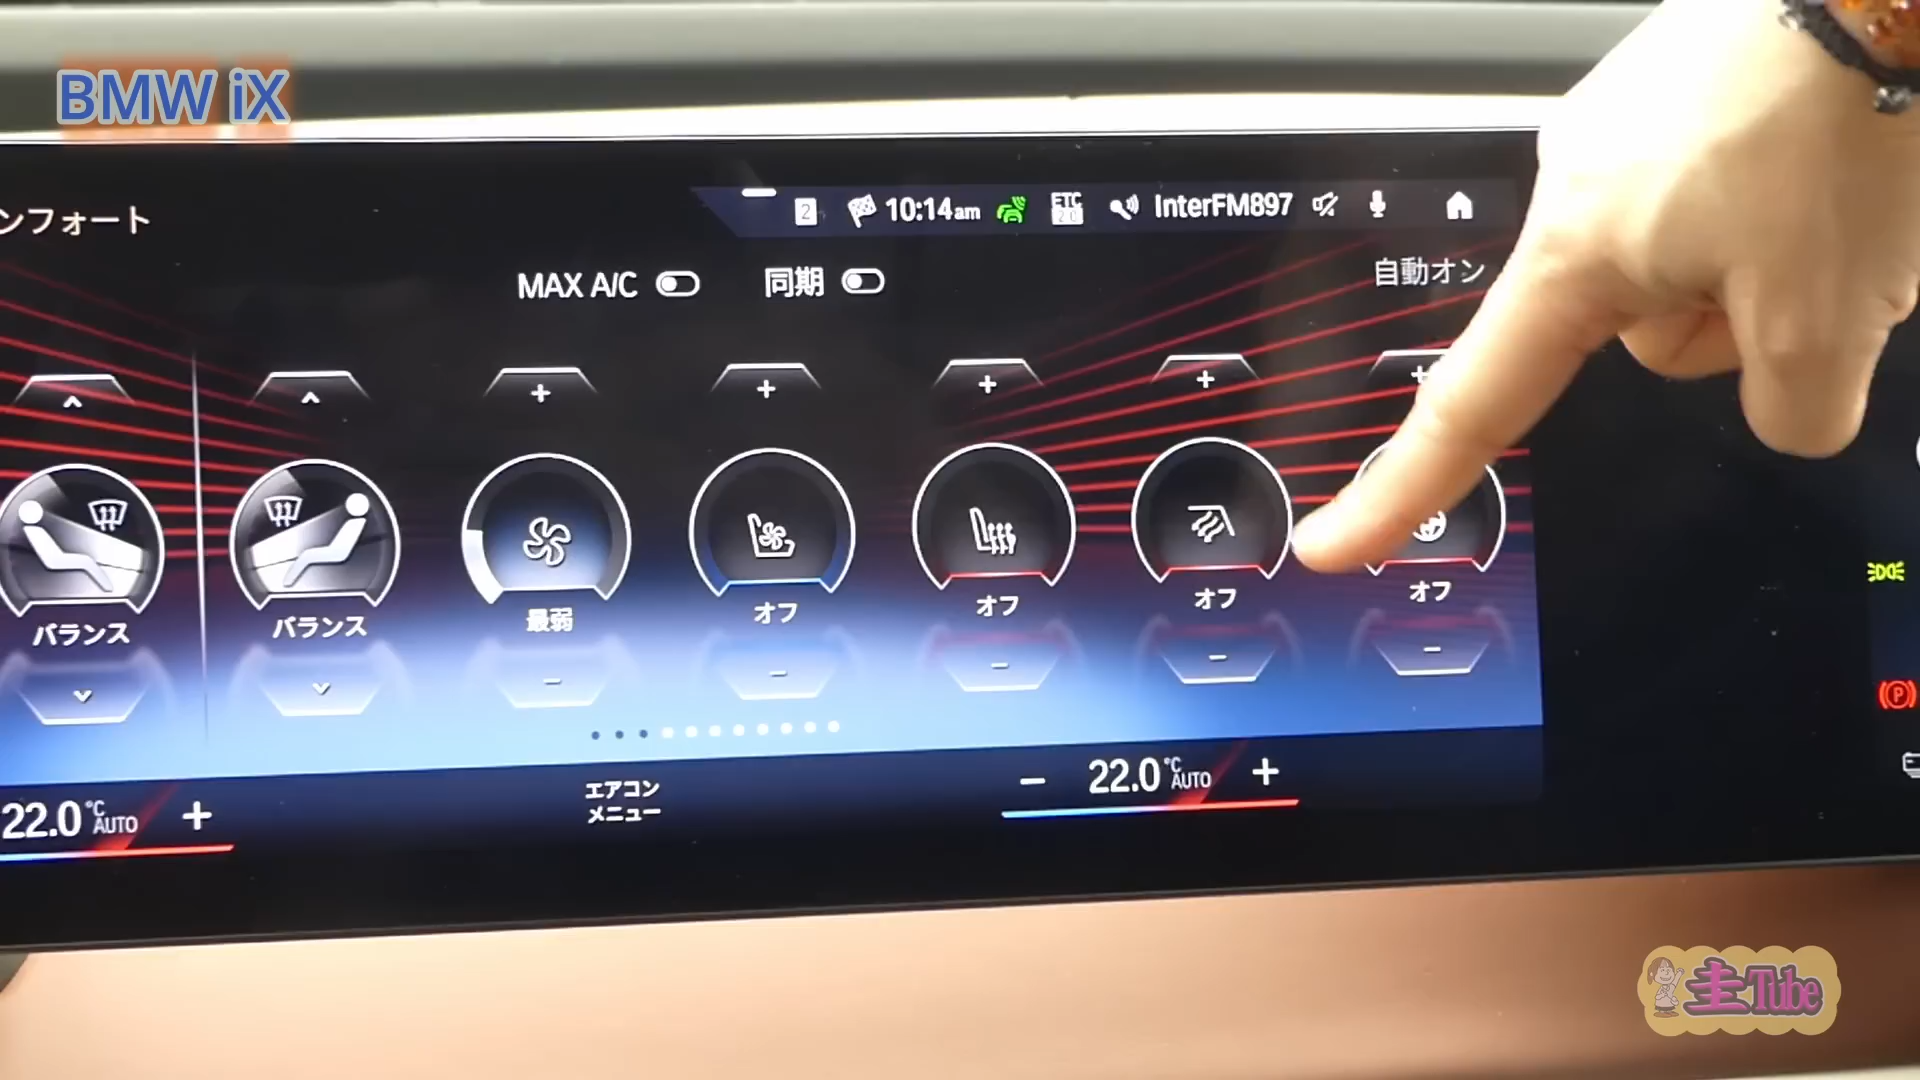 BMW iX
ンフォート
2 10:14am ETC 2.0 InterFM897
MAX A/C 同期 自動オン
バランス
バランス
最弱
オフ
オフ
オフ
オフ
22.0°C AUTO +
エアコン
メニュー
− 22.0°C AUTO +
P
圭Tube